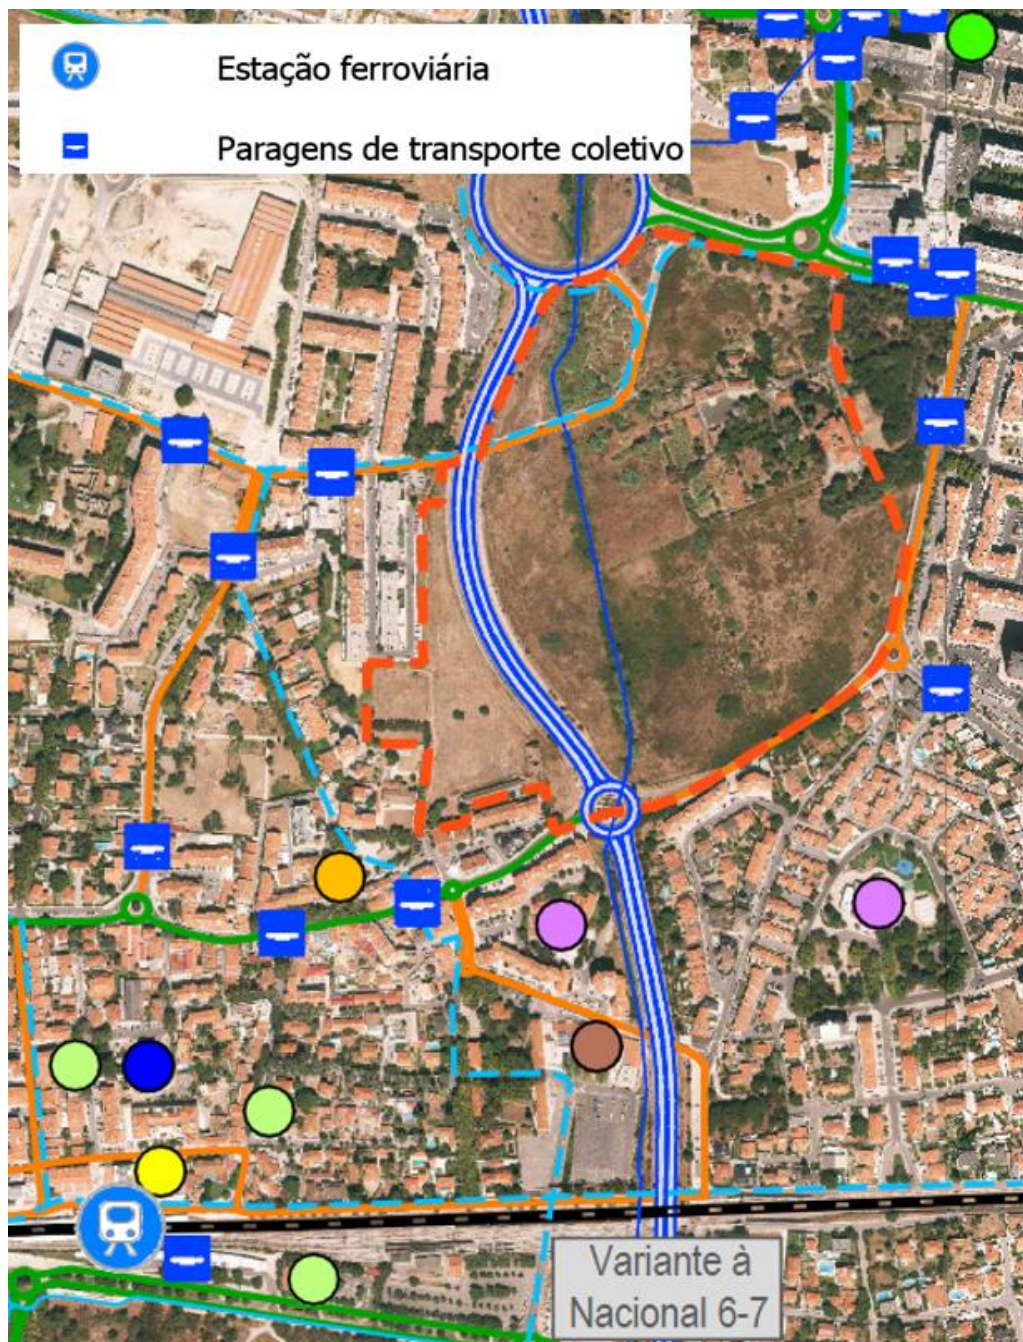 Estação ferroviária
Paragens de transporte coletivo
Variante à
Nacional 6-7